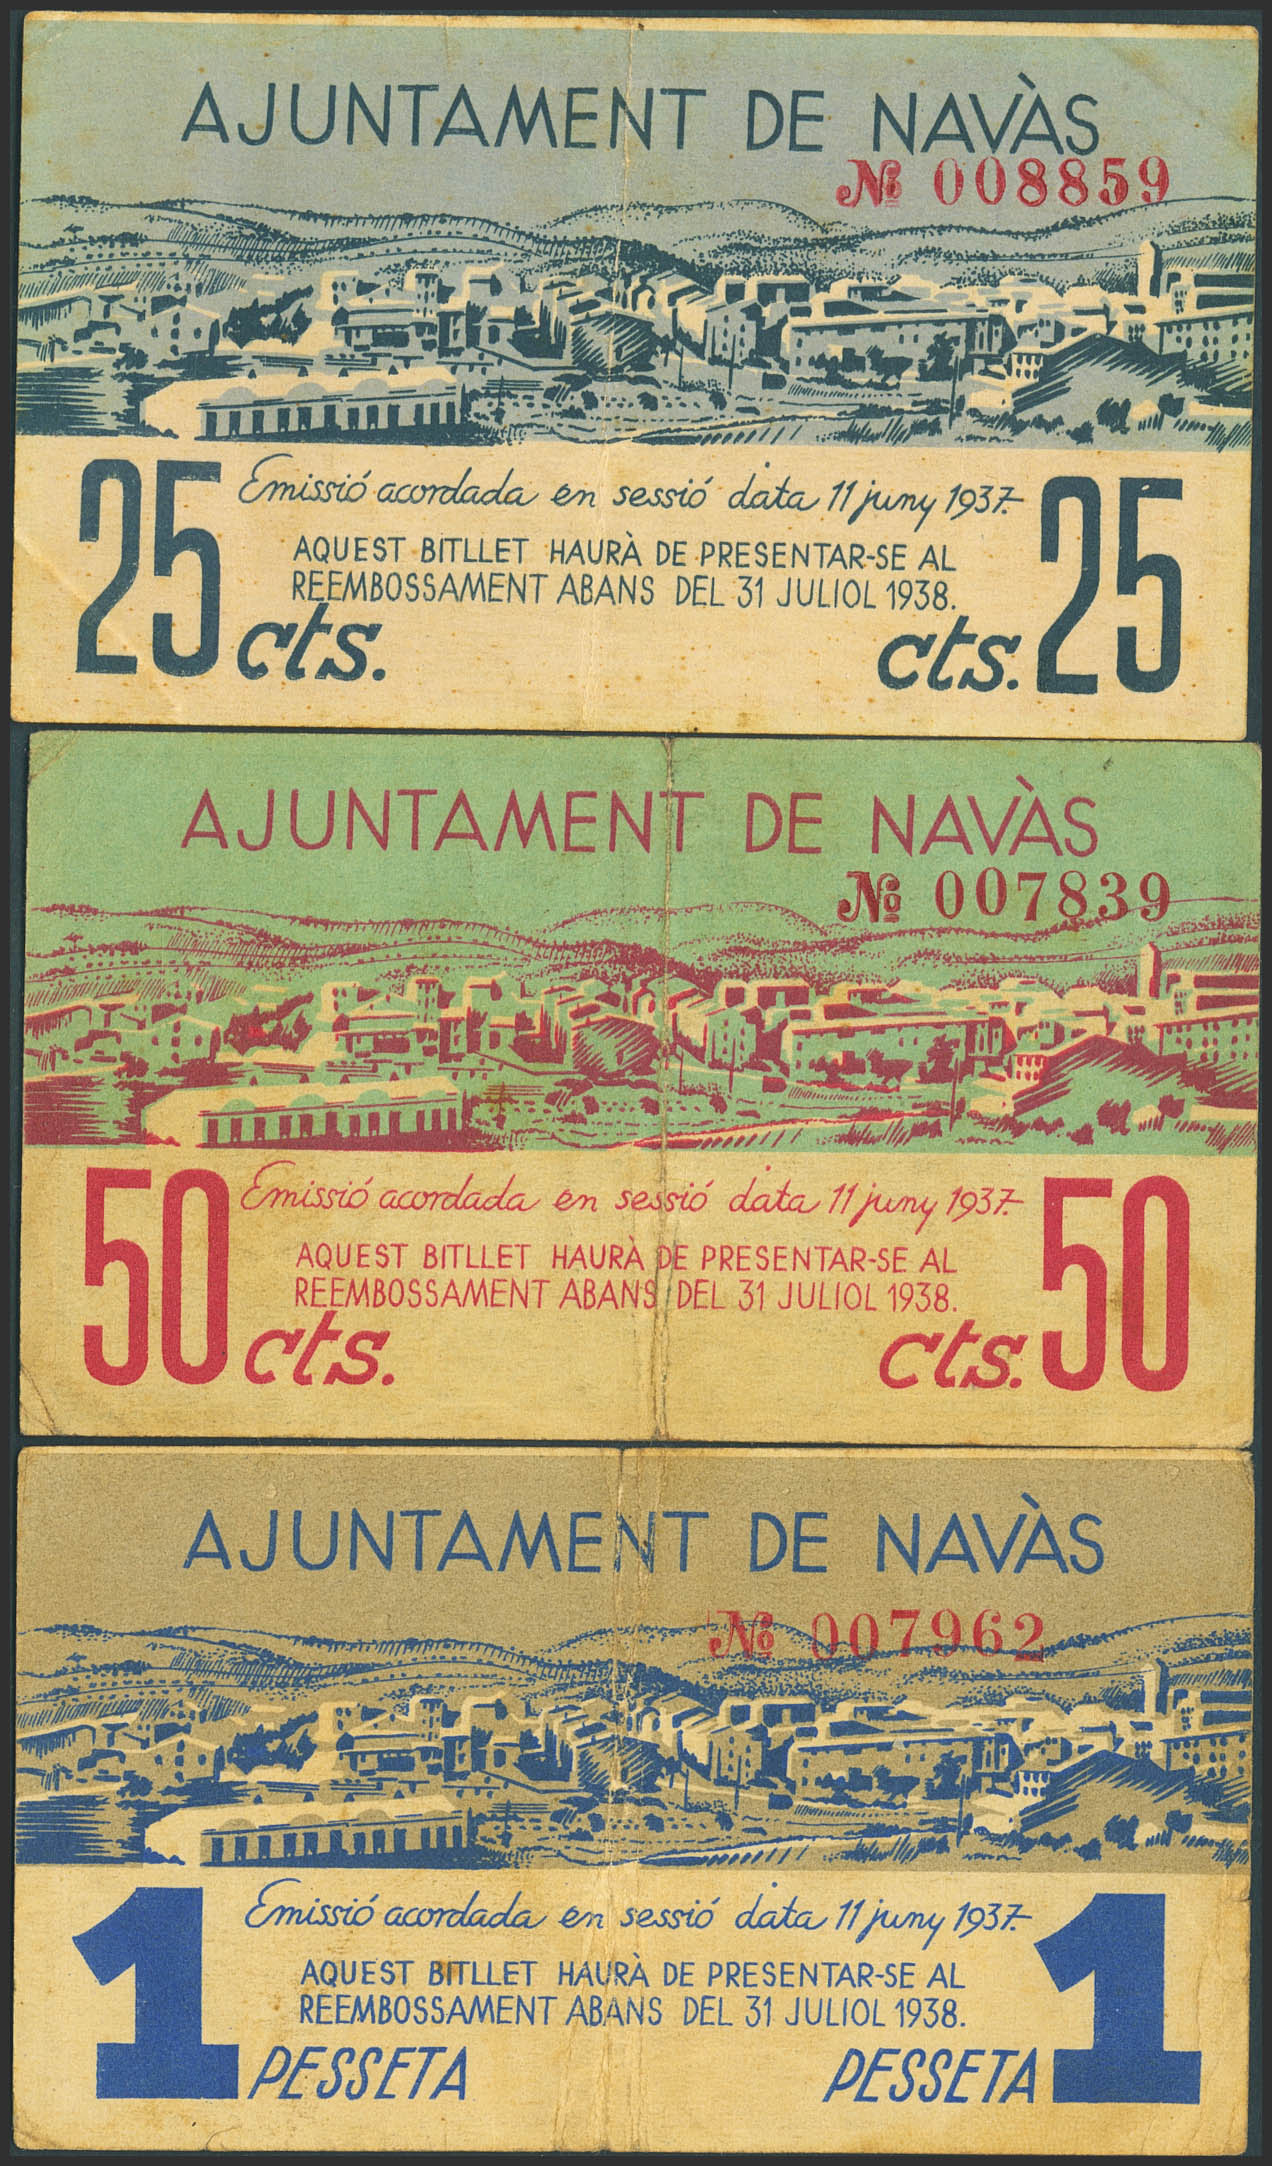 AJUNTAMENT DE NAVÀS
Nº 008859
25 Emissió acordada en sessió data 11 juny 1937. 25
AQUEST BITLLET HAURÀ DE PRESENTAR-SE AL
REEMBOSSAMENT ABANS DEL 31 JULIOL 1938.
cts. cts.
AJUNTAMENT DE NAVÀS
Nº 007839
50 Emissió acordada en sessió data 11 juny 1937. 50
AQUEST BITLLET HAURÀ DE PRESENTAR-SE AL
REEMBOSSAMENT ABANS DEL 31 JULIOL 1938.
cts. cts.
AJUNTAMENT DE NAVÀS
Nº 007962
1 Emissió acordada en sessió data 11 juny 1937. 1
AQUEST BITLLET HAURÀ DE PRESENTAR-SE AL
REEMBOSSAMENT ABANS DEL 31 JULIOL 1938.
PESSETA PESSETA